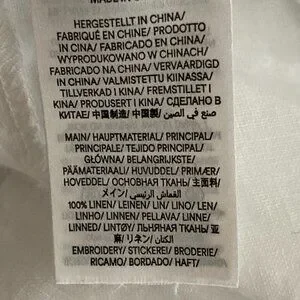 MADE IN
HERGESTELLT IN CHINA/
FABRIQUÉ EN CHINE/ PRODOTTO
IN CINA/ FABRICADO EN CHINA/
WYPRODUKOWANO W CHINACH/
FABRICADO NA CHINA/ VERVAARDIGD
IN CHINA/ VALMISTETTU KIINASSA/
TILLVERKAD I KINA/ FREMSTILLET I
KINA/ PRODUSERT I KINA/ СДЕЛАНО В
КИТАЕ/ 中国制造/ 中国製/ صنع في الصين
MAIN/ HAUPTMATERIAL/ PRINCIPAL/
PRINCIPALE/ TEJIDO PRINCIPAL/
GŁÓWNA/ BELANGRIJKSTE/
PÄÄMATERIAALI/ HUVUDDEL/ PRIMÆR/
HOVEDDEL/ ОСНОВНАЯ ТКАНЬ/ 主面料/
メイン/ القماش الرئيسي
100% LINEN/ LEINEN/ LIN/ LINO/ LEN/
LINHO/ LINNEN/ PELLAVA/ LINNE/
LINNED/ LINTØY/ ЛЬНЯНАЯ ТКАНЬ/ 亚
麻/ リネン/ الكتان
EMBROIDERY/ STICKEREI/ BRODERIE/
RICAMO/ BORDADO/ HAFT/